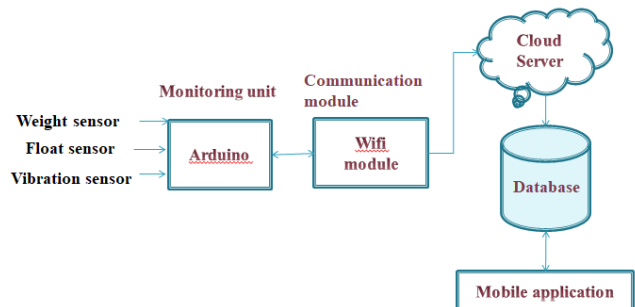 Cloud
Server
Monitoring unit
Communication
module
Weight sensor
Float sensor
Vibration sensor
Arduino
Wifi
module
Database
Mobile application